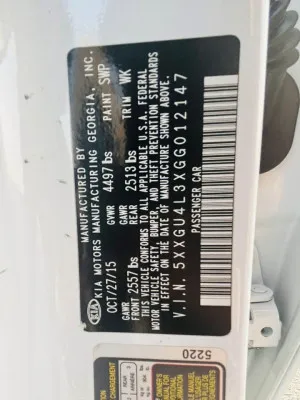 MANUFACTURED BY
KIA KIA MOTORS MANUFACTURING GEORGIA, INC.
OCT/27/15 GVWR 4497 lbs PAINT SWP
GAWR FRONT 2557 lbs GAWR REAR 2513 lbs TRIM WK
THIS VEHICLE CONFORMS TO ALL APPLICABLE U.S.A. FEDERAL
MOTOR VEHICLE SAFETY, BUMPER, AND THEFT-PREVENTION STANDARDS
IN EFFECT ON THE DATE OF MANUFACTURE SHOWN ABOVE.
V.I.N. 5XXGU4L3XGG012147
PASSENGER CAR
5220